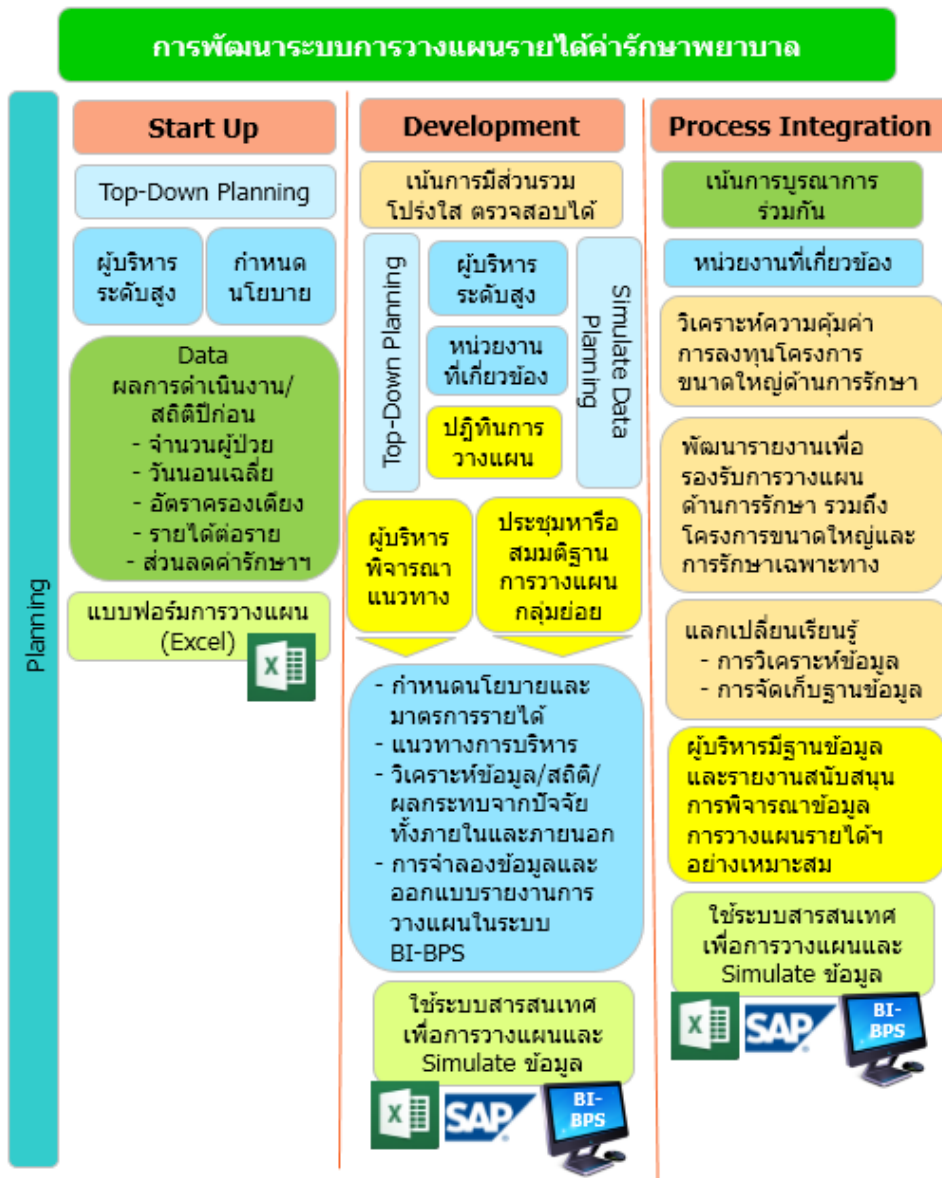 การพัฒนาระบบการวางแผนรายได้ค่ารักษาพยาบาล
Planning
Start Up
Top-Down Planning
ผู้บริหาร
ระดับสูง
กำหนด
นโยบาย
Data
ผลการดำเนินงาน/
สถิติปีก่อน
- จำนวนผู้ป่วย
- วันนอนเฉลี่ย
- อัตราครองเตียง
- รายได้ต่อราย
- ส่วนลดค่ารักษาฯ
แบบฟอร์มการวางแผน
(Excel)
X
Development
เน้นการมีส่วนรวม
โปร่งใส ตรวจสอบได้
Top-Down Planning
ผู้บริหาร
ระดับสูง
หน่วยงาน
ที่เกี่ยวข้อง
ปฏิทินการ
วางแผน
Simulate Data
Planning
ผู้บริหาร
พิจารณา
แนวทาง
ประชุมหารือ
สมมติฐาน
การวางแผน
กลุ่มย่อย
- กำหนดนโยบายและ
มาตรการรายได้
- แนวทางการบริหาร
- วิเคราะห์ข้อมูล/สถิติ/
ผลกระทบจากปัจจัย
ทั้งภายในและภายนอก
- การจำลองข้อมูลและ
ออกแบบรายงานการ
วางแผนในระบบ
BI-BPS
ใช้ระบบสารสนเทศ
เพื่อการวางแผนและ
Simulate ข้อมูล
X
SAP
BI-
BPS
Process Integration
เน้นการบูรณาการ
ร่วมกัน
หน่วยงานที่เกี่ยวข้อง
วิเคราะห์ความคุ้มค่า
การลงทุนโครงการ
ขนาดใหญ่ด้านการรักษา
พัฒนารายงานเพื่อ
รองรับการวางแผน
ด้านการรักษา รวมถึง
โครงการขนาดใหญ่และ
การรักษาเฉพาะทาง
แลกเปลี่ยนเรียนรู้
- การวิเคราะห์ข้อมูล
- การจัดเก็บฐานข้อมูล
ผู้บริหารมีฐานข้อมูล
และรายงานสนับสนุน
การพิจารณาข้อมูล
การวางแผนรายได้ฯ
อย่างเหมาะสม
ใช้ระบบสารสนเทศ
เพื่อการวางแผนและ
Simulate ข้อมูล
X
SAP
BI-
BPS